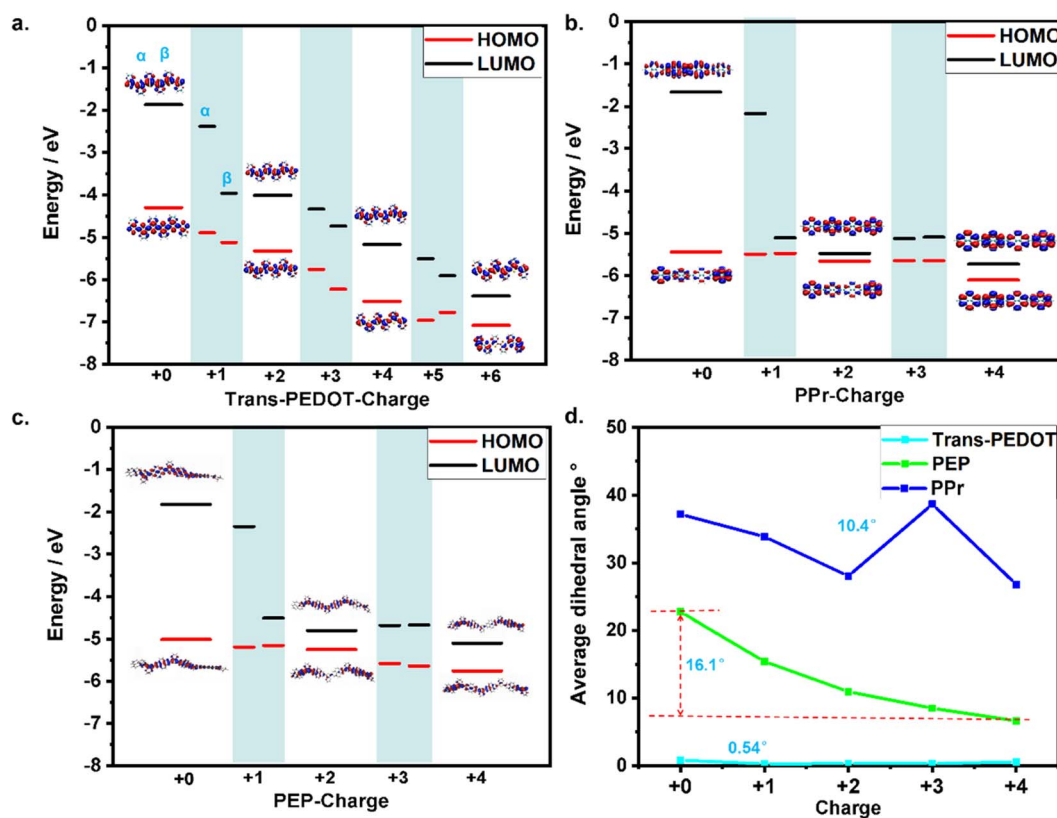 a.
HOMO
LUMO
α β
α
β
Energy / eV
0
-1
-2
-3
-4
-5
-6
-7
-8
+0 +1 +2 +3 +4 +5 +6
Trans-PEDOT-Charge
b.
HOMO
LUMO
Energy / eV
0
-1
-2
-3
-4
-5
-6
-7
-8
+0 +1 +2 +3 +4
PPr-Charge
c.
HOMO
LUMO
Energy / eV
0
-1
-2
-3
-4
-5
-6
-7
-8
+0 +1 +2 +3 +4
PEP-Charge
d.
Trans-PEDOT
PEP
PPr
10.4°
16.1°
0.54°
Average dihedral angle°
50
40
30
20
10
0
+0 +1 +2 +3 +4
Charge